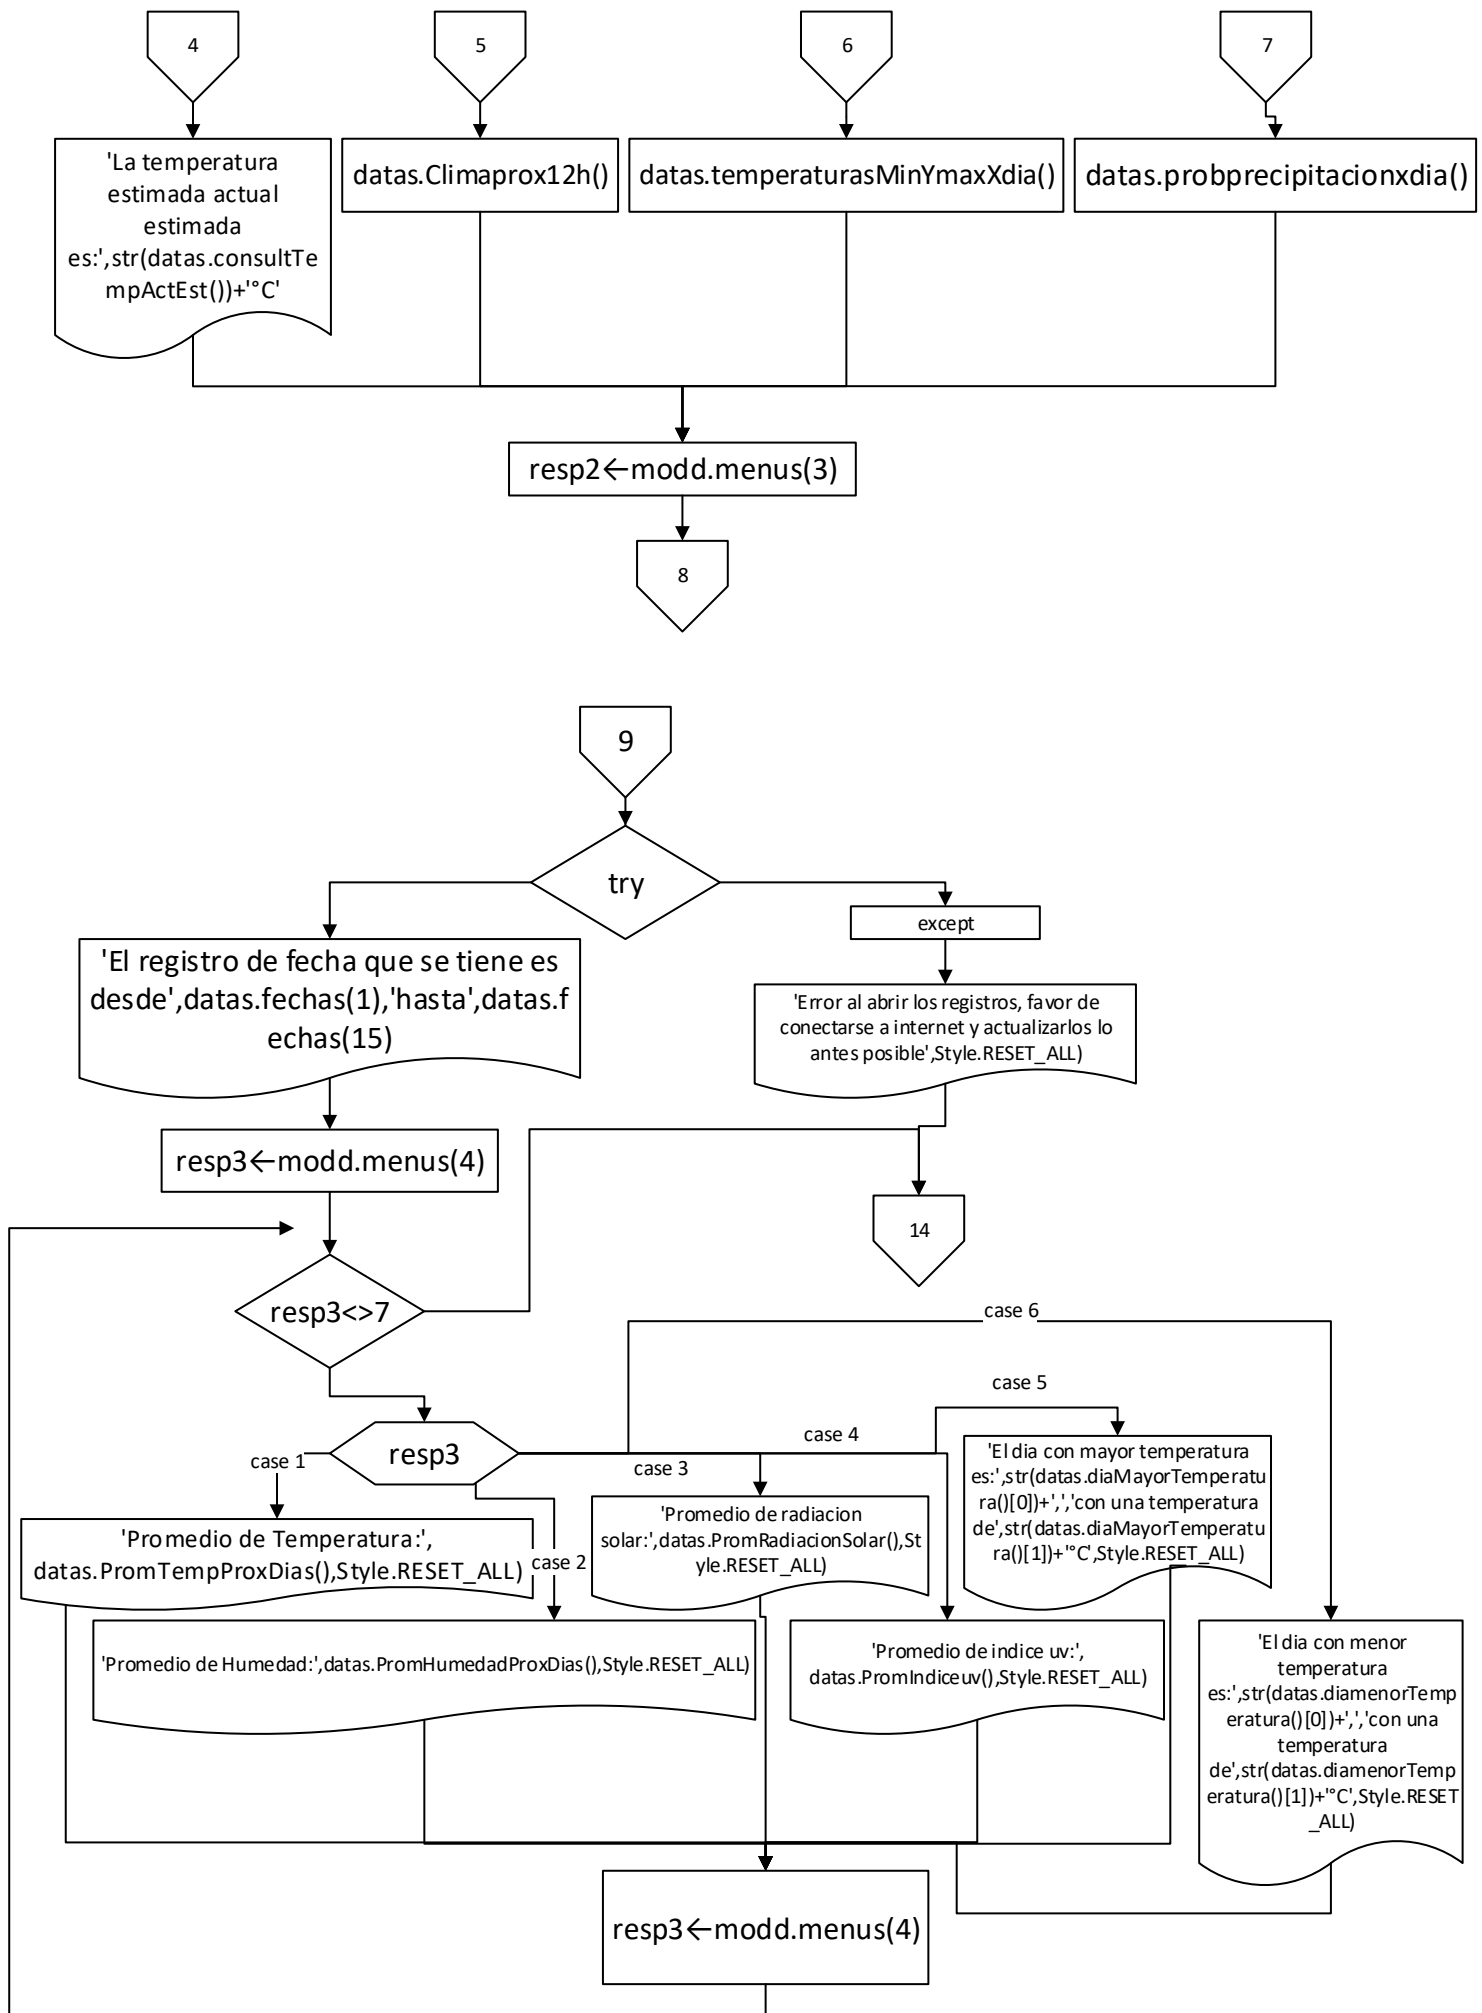 4
5
6
7
'La temperatura
estimada actual
estimada
es:',str(datas.consultTe
mpActEst())+'°C'
datas.Climaprox12h()
datas.temperaturasMinYmaxXdia()
datas.probprecipitacionxdia()
resp2←modd.menus(3)
8
9
try
except
'El registro de fecha que se tiene es
desde',datas.fechas(1),'hasta',datas.f
echas(15)
'Error al abrir los registros, favor de
conectarse a internet y actualizarlos lo
antes posible',Style.RESET_ALL)
resp3←modd.menus(4)
14
resp3<>7
case 6
case 5
case 4
resp3
case 1
case 3
case 2
'El dia con mayor temperatura
es:',str(datas.diaMayorTemperatu
ra()[0])+',','con una temperatura
de',str(datas.diaMayorTemperatu
ra()[1])+'°C',Style.RESET_ALL)
'Promedio de Temperatura:',
datas.PromTempProxDias(),Style.RESET_ALL)
'Promedio de radiacion
solar:',datas.PromRadiacionSolar(),St
yle.RESET_ALL)
'Promedio de Humedad:',datas.PromHumedadProxDias(),Style.RESET_ALL)
'Promedio de indice uv:',
datas.PromIndiceuv(),Style.RESET_ALL)
'El dia con menor
temperatura
es:',str(datas.diamenorTemp
eratura()[0])+',','con una
temperatura
de',str(datas.diamenorTemp
eratura()[1])+'°C',Style.RESET
_ALL)
resp3←modd.menus(4)